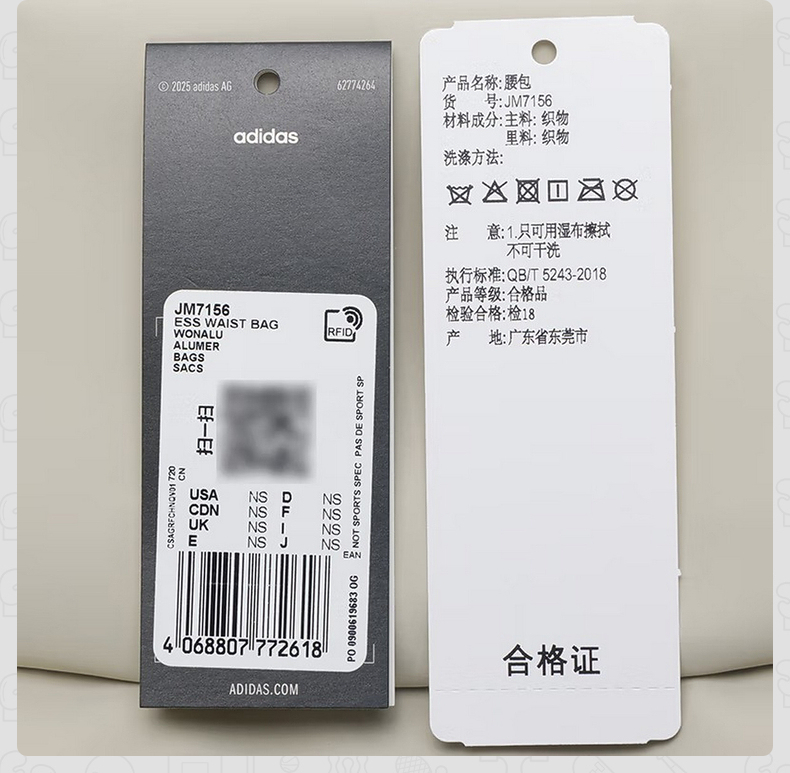 © 2025 adidas AG
62774264
adidas
JM7156
ESS WAIST BAG
WONALU
ALUMER
BAGS
SACS
RFID
扫一扫
CSAGRFCHNQV01 720
CN
NOT SPORTS SPEC PAS DE SPORT SP
USA NS D NS
CDN NS F NS
UK NS I NS
E NS J NS
EAN
4 068807 772618
PO 0900619683 OG
ADIDAS.COM
产品名称:腰包
货 号:JM7156
材料成分:主料: 织物
里料: 织物
洗涤方法:
注 意:1.只可用湿布擦拭
不可干洗
执行标准:QB/T 5243-2018
产品等级:合格品
检验合格:检18
产 地:广东省东莞市
合格证